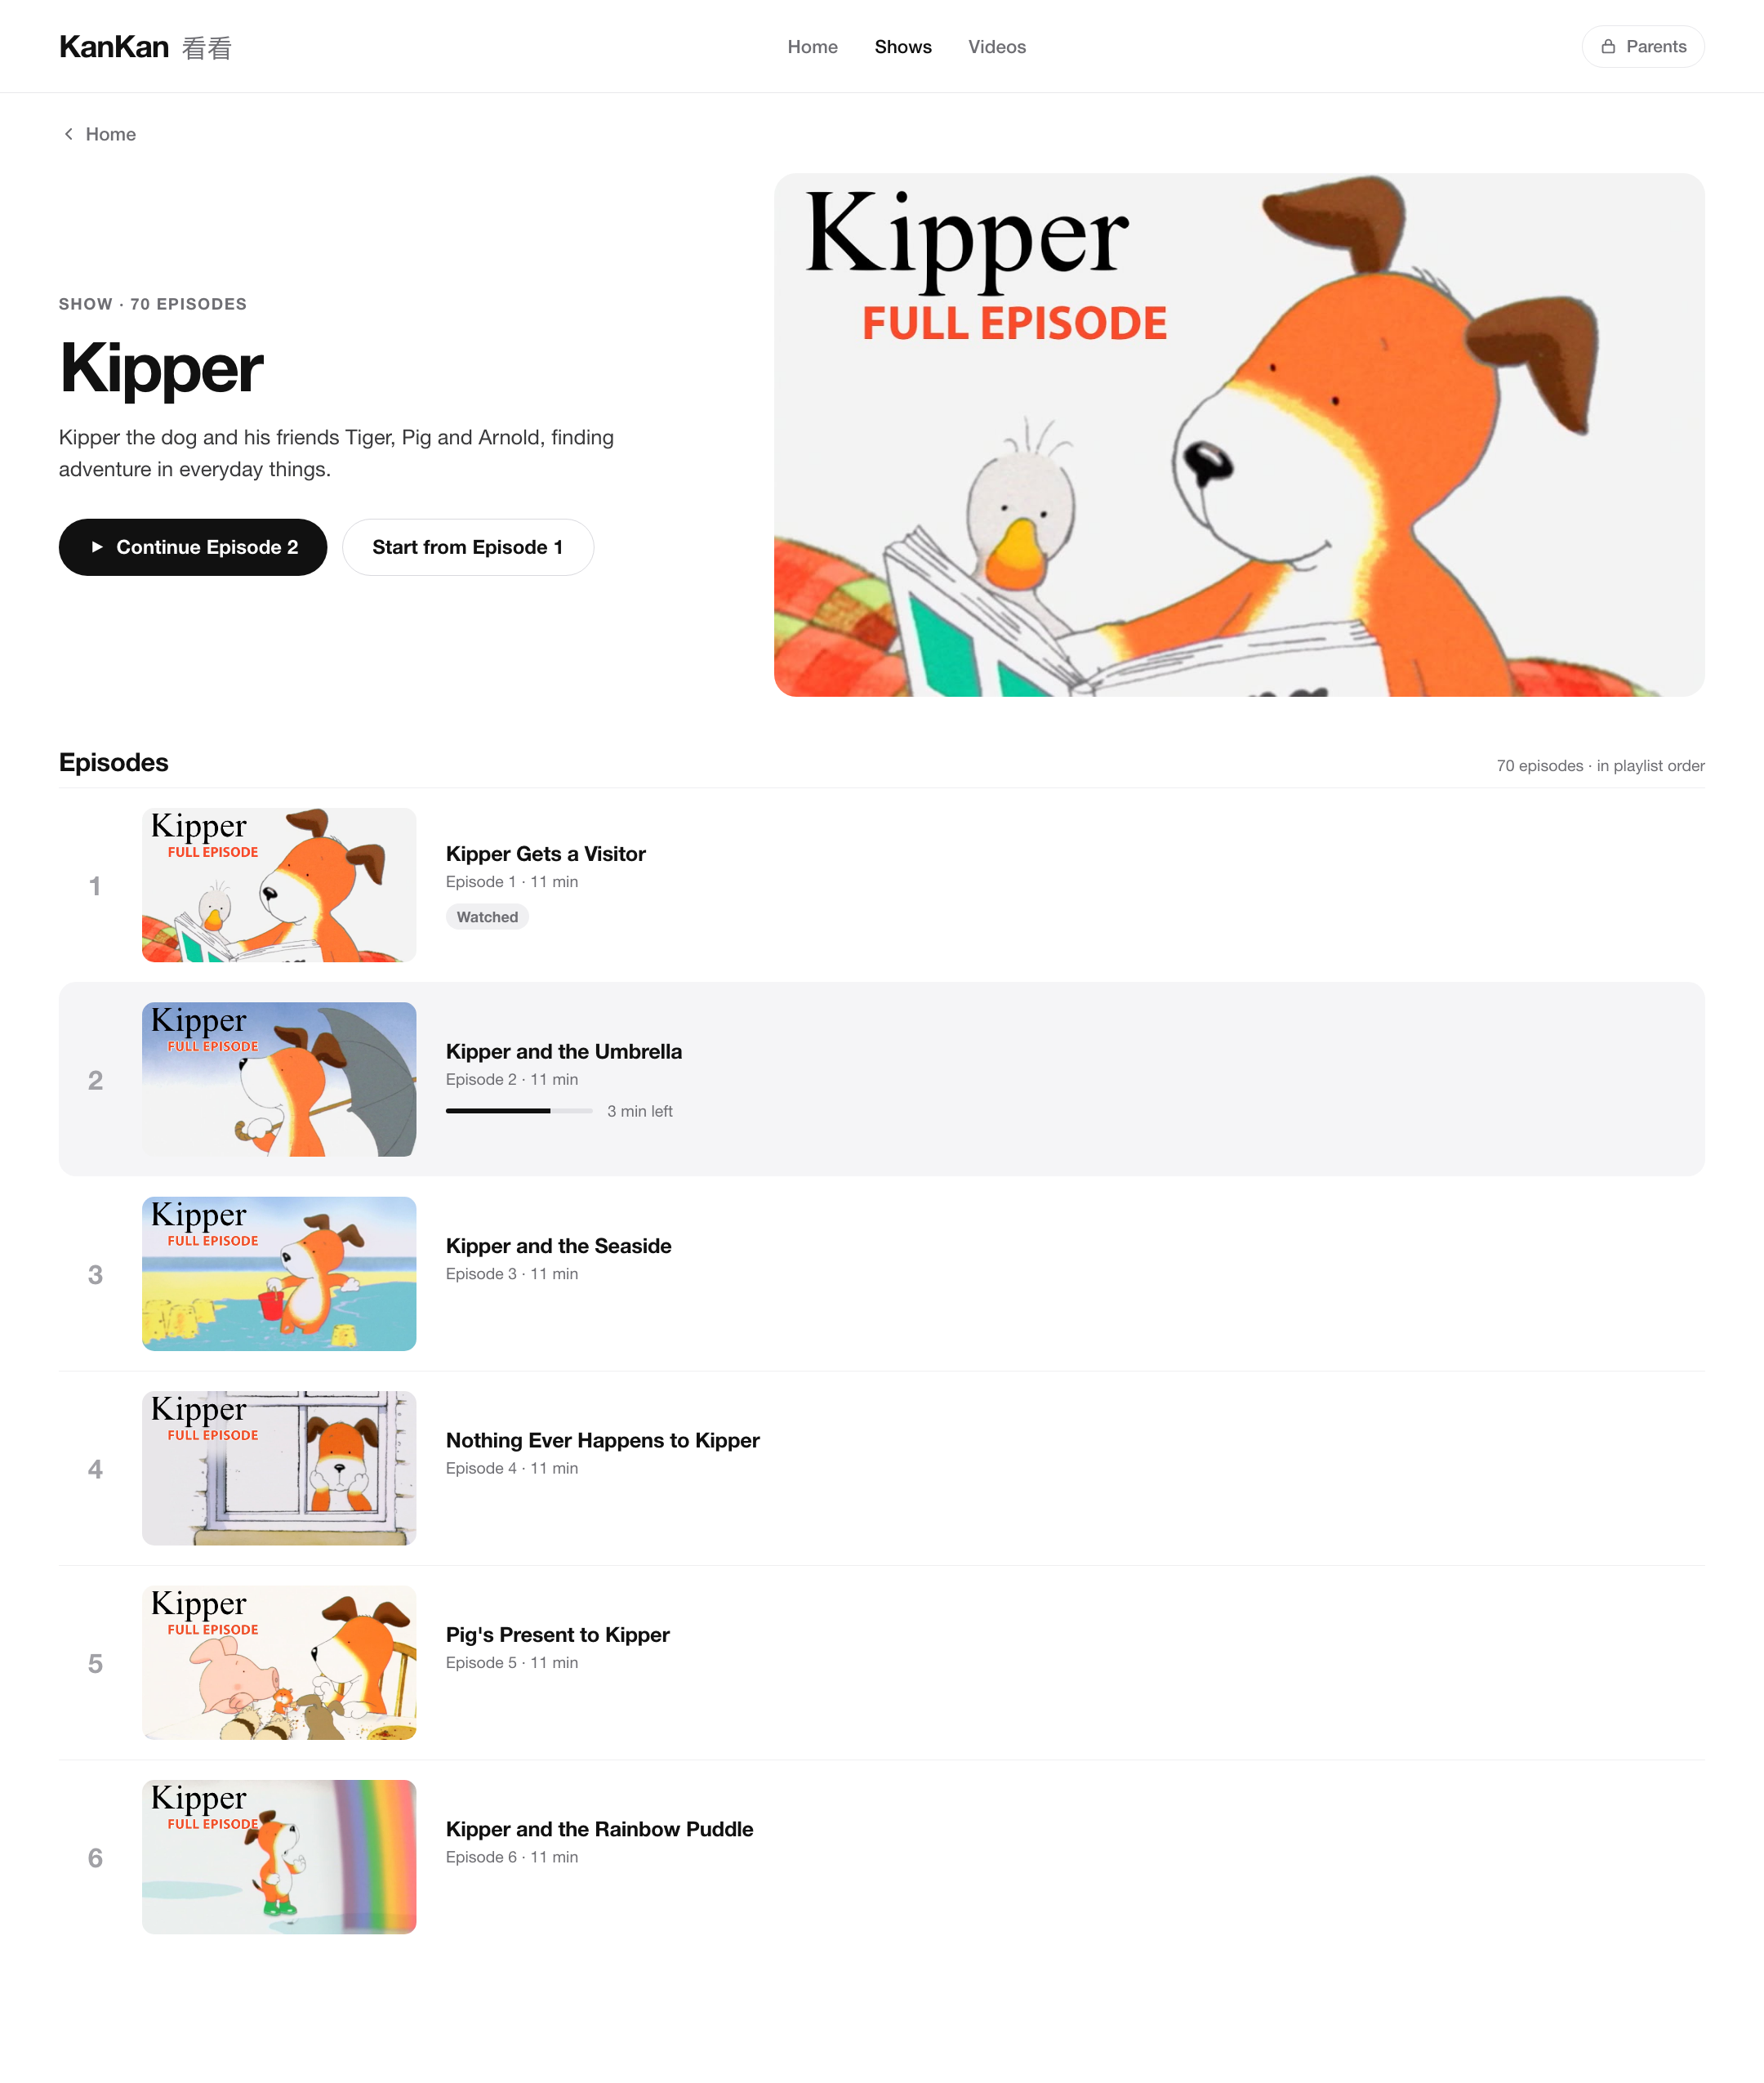 KanKan 看看
Home Shows Videos
Parents
Home
SHOW · 70 EPISODES
Kipper
Kipper the dog and his friends Tiger, Pig and Arnold, finding
adventure in everyday things.
Continue Episode 2
Start from Episode 1
Kipper
FULL EPISODE
Episodes
70 episodes · in playlist order
1
Kipper
FULL EPISODE
Kipper Gets a Visitor
Episode 1 · 11 min
Watched
2
Kipper
FULL EPISODE
Kipper and the Umbrella
Episode 2 · 11 min
3 min left
3
Kipper
FULL EPISODE
Kipper and the Seaside
Episode 3 · 11 min
4
Kipper
FULL EPISODE
Nothing Ever Happens to Kipper
Episode 4 · 11 min
5
Kipper
FULL EPISODE
Pig's Present to Kipper
Episode 5 · 11 min
6
Kipper
FULL EPISODE
Kipper and the Rainbow Puddle
Episode 6 · 11 min